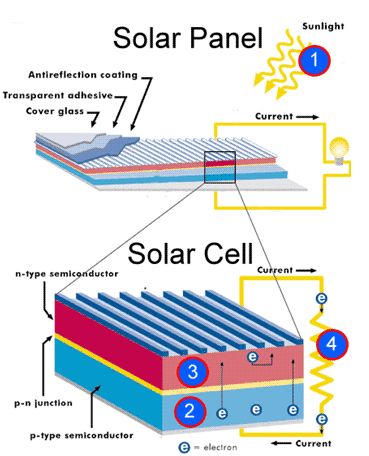 Solar Panel
Sunlight
1
Antireflection coating
Transparent adhesive
Cover glass
Current
Solar Cell
Current
n-type semiconductor
e
3
e
4
p-n junction
2
e e e
e
p-type semiconductor
e = electron
Current